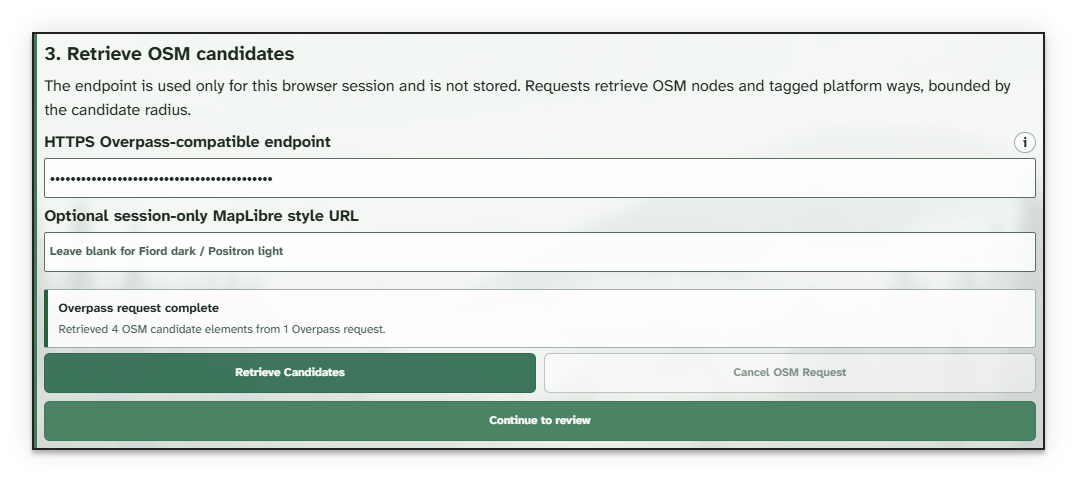 3. Retrieve OSM candidates
The endpoint is used only for this browser session and is not stored. Requests retrieve OSM nodes and tagged platform ways, bounded by
the candidate radius.
HTTPS Overpass-compatible endpoint
i
••••••••••••••••••••••••••••••••••••••••••••
Optional session-only MapLibre style URL
Leave blank for Fiord dark / Positron light
Overpass request complete
Retrieved 4 OSM candidate elements from 1 Overpass request.
Retrieve Candidates
Cancel OSM Request
Continue to review